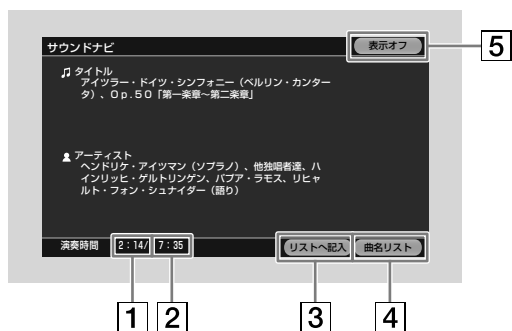 サウンドナビ
表示オフ
5
タイトル
アイツラー・ドイツ・シンフォニー（ベルリン・カンター
タ）、Ｏｐ.５０「第一楽章〜第二楽章」
アーティスト
ヘンドリケ・アイツマン（ソプラノ）、他独唱者達、ハ
インリッヒ・ゲルトリンゲン、パプア・ラモス、リヒャ
ルト・フォン・シュナイダー（語り）
演奏時間 2：14/ 7：35 リストへ記入 曲名リスト
1 2 3 4